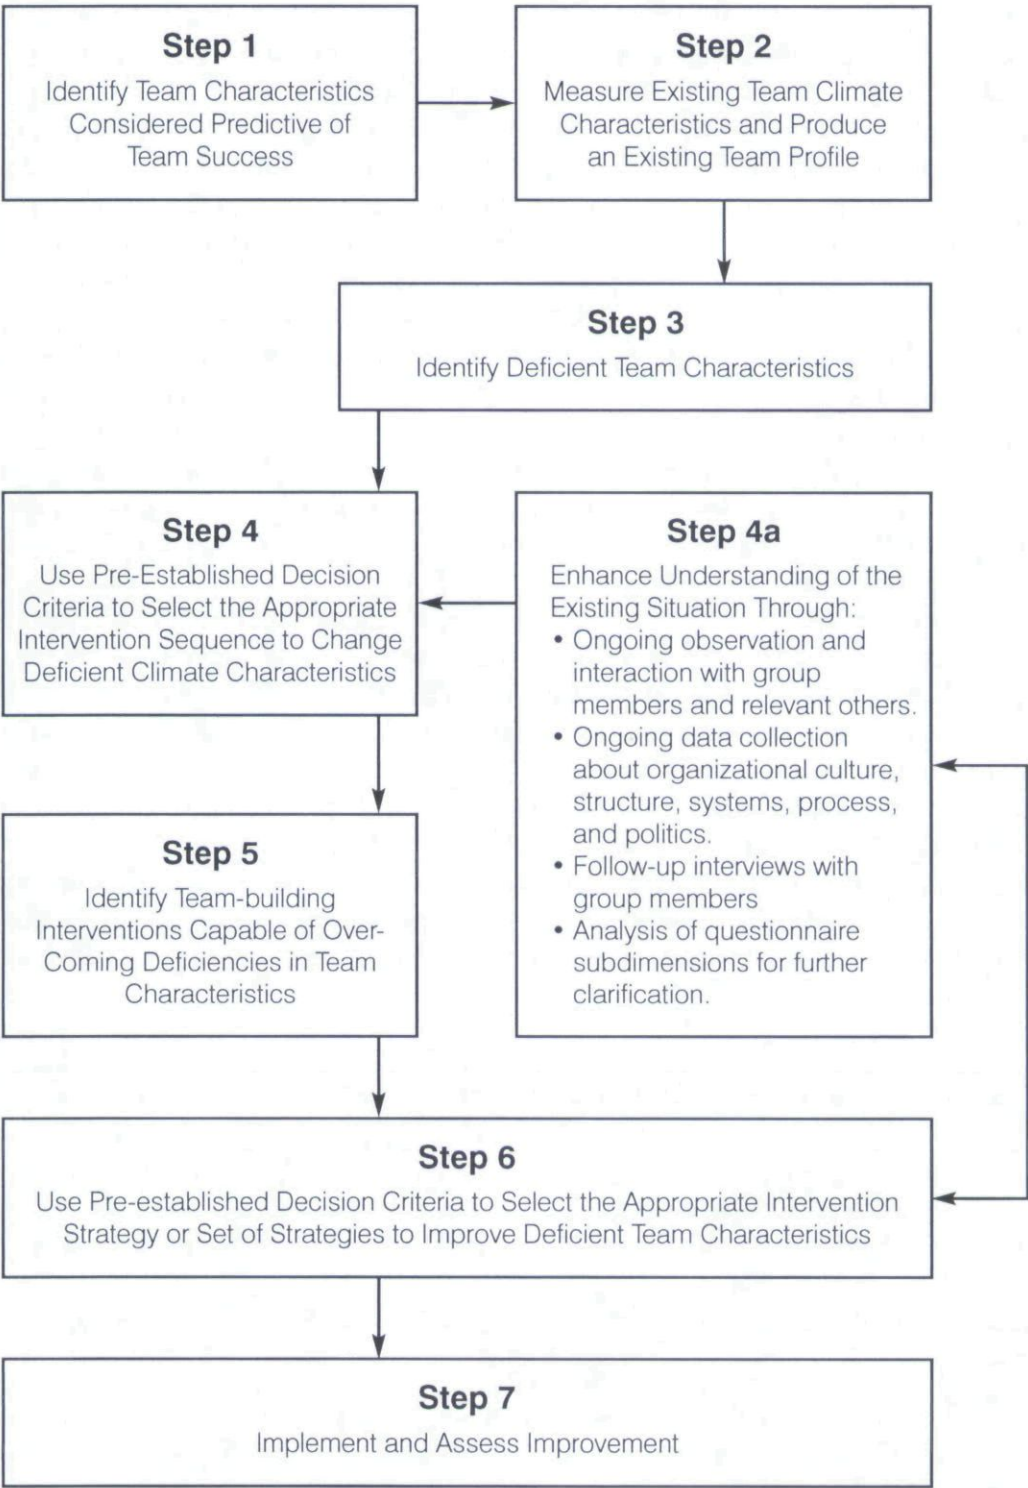 Step 1
Identify Team Characteristics
Considered Predictive of
Team Success
Step 2
Measure Existing Team Climate
Characteristics and Produce
an Existing Team Profile
Step 3
Identify Deficient Team Characteristics
Step 4
Use Pre-Established Decision
Criteria to Select the Appropriate
Intervention Sequence to Change
Deficient Climate Characteristics
Step 4a
Enhance Understanding of the
Existing Situation Through:
• Ongoing observation and
interaction with group
members and relevant others.
• Ongoing data collection
about organizational culture,
structure, systems, process,
and politics.
• Follow-up interviews with
group members
• Analysis of questionnaire
subdimensions for further
clarification.
Step 5
Identify Team-building
Interventions Capable of Over-
Coming Deficiencies in Team
Characteristics
Step 6
Use Pre-established Decision Criteria to Select the Appropriate Intervention
Strategy or Set of Strategies to Improve Deficient Team Characteristics
Step 7
Implement and Assess Improvement